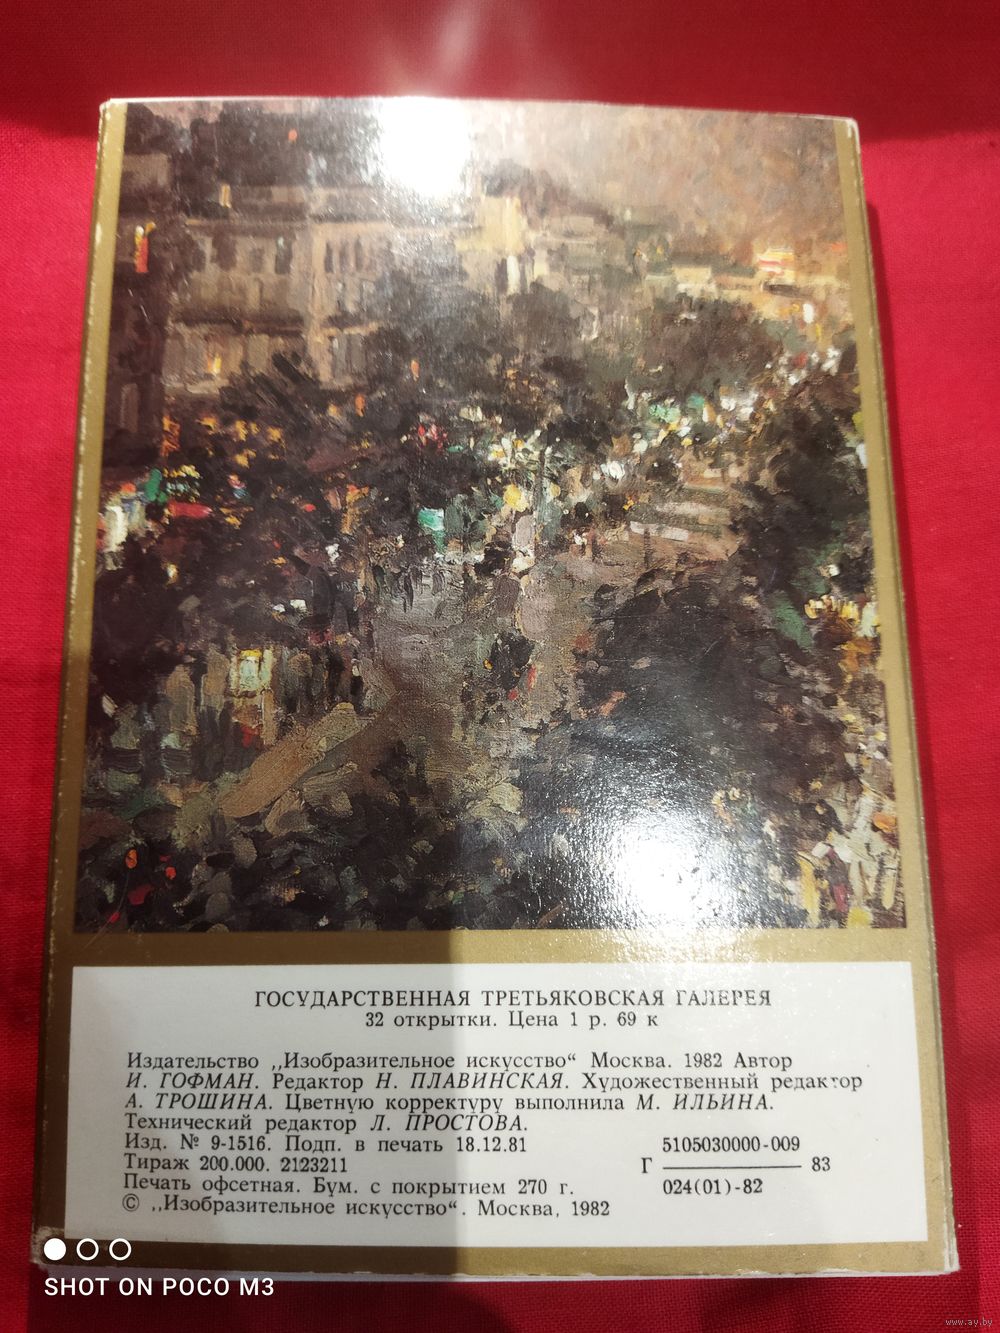 ГОСУДАРСТВЕННАЯ ТРЕТЬЯКОВСКАЯ ГАЛЕРЕЯ
32 открытки. Цена 1 р. 69 к
Издательство „Изобразительное искусство“ Москва. 1982 Автор
И. ГОФМАН. Редактор Н. ПЛАВИНСКАЯ. Художественный редактор
А. ТРОШИНА. Цветную корректуру выполнила М. ИЛЬИНА.
Технический редактор Л. ПРОСТОВА.
Изд. № 9-1516. Подп. в печать 18.12.81
Тираж 200.000. 2123211
Печать офсетная. Бум. с покрытием 270 г.
© „Изобразительное искусство“. Москва, 1982
5105030000-009
Г ——— 83
024(01)-82
SHOT ON POCO M3
www.ay.by